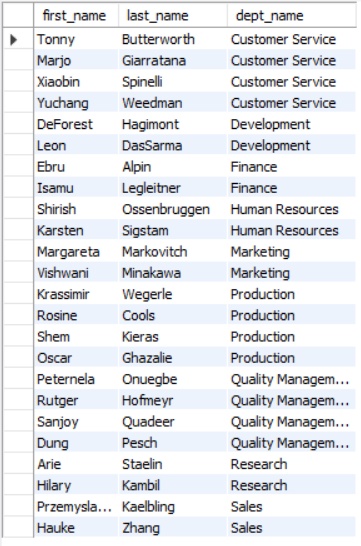 first_name last_name dept_name
Tonny Butterworth Customer Service
Marjo Giarratana Customer Service
Xiaobin Spinelli Customer Service
Yuchang Weedman Customer Service
DeForest Hagimont Development
Leon DasSarma Development
Ebru Alpin Finance
Isamu Legleitner Finance
Shirish Ossenbruggen Human Resources
Karsten Sigstam Human Resources
Margareta Markovitch Marketing
Vishwani Minakawa Marketing
Krassimir Wegerle Production
Rosine Cools Production
Shem Kieras Production
Oscar Ghazalie Production
Peternela Onuegbe Quality Managem...
Rutger Hofmeyr Quality Managem...
Sanjoy Quadeer Quality Managem...
Dung Pesch Quality Managem...
Arie Staelin Research
Hilary Kambil Research
Przemysla... Kaelbling Sales
Hauke Zhang Sales